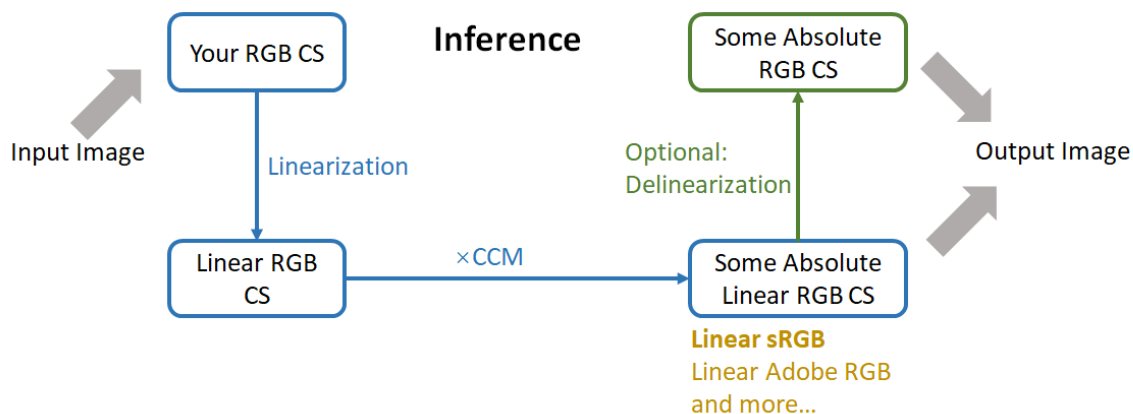 Inference
Input Image
Your RGB CS
Linearization
Linear RGB
CS
×CCM
Some Absolute
Linear RGB CS
Linear sRGB
Linear Adobe RGB
and more...
Optional:
Delinearization
Some Absolute
RGB CS
Output Image